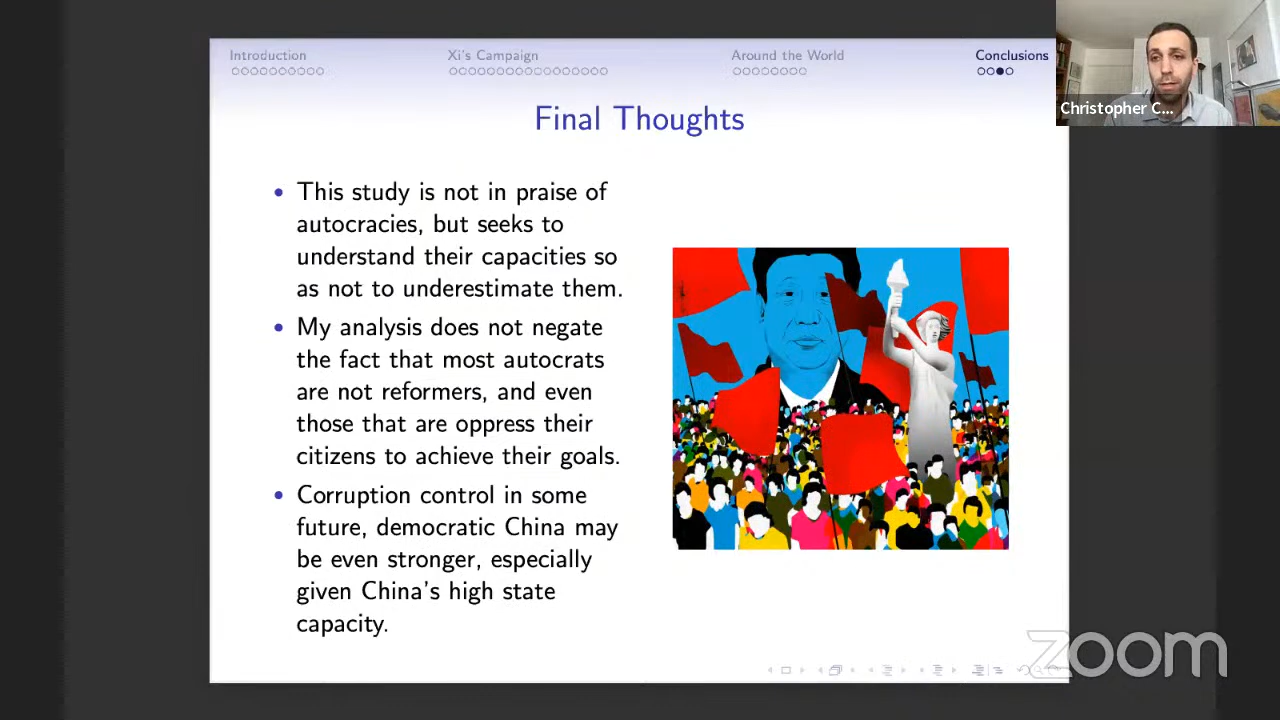 Introduction
Xi's Campaign
Around the World
Conclusions
Christopher C...
Final Thoughts
• This study is not in praise of
autocracies, but seeks to
understand their capacities so
as not to underestimate them.
• My analysis does not negate
the fact that most autocrats
are not reformers, and even
those that are oppress their
citizens to achieve their goals.
• Corruption control in some
future, democratic China may
be even stronger, especially
given China's high state
capacity.
zoom